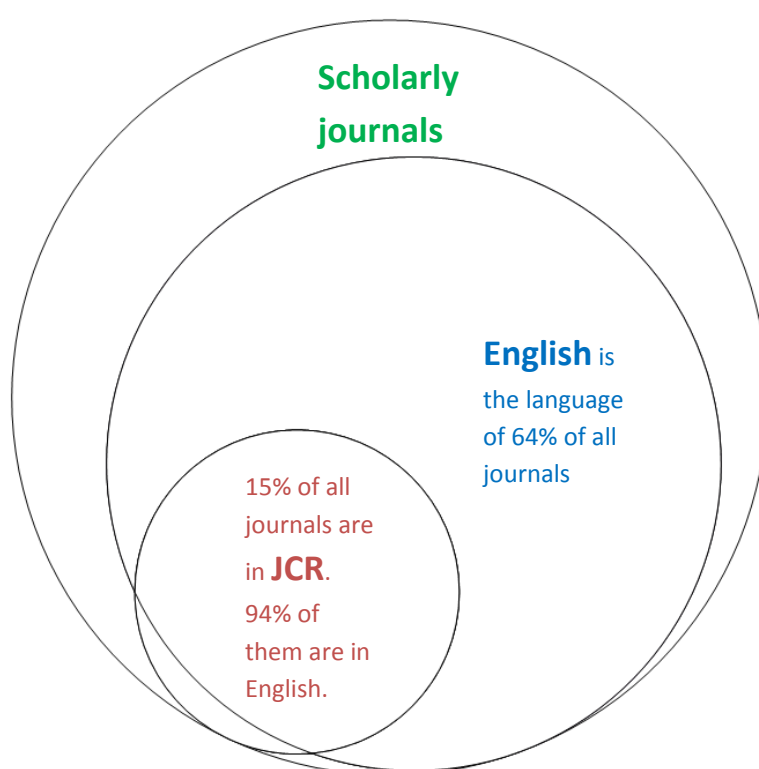 Scholarly
journals
English is
the language
of 64% of all
journals
15% of all
journals are
in JCR.
94% of
them are in
English.